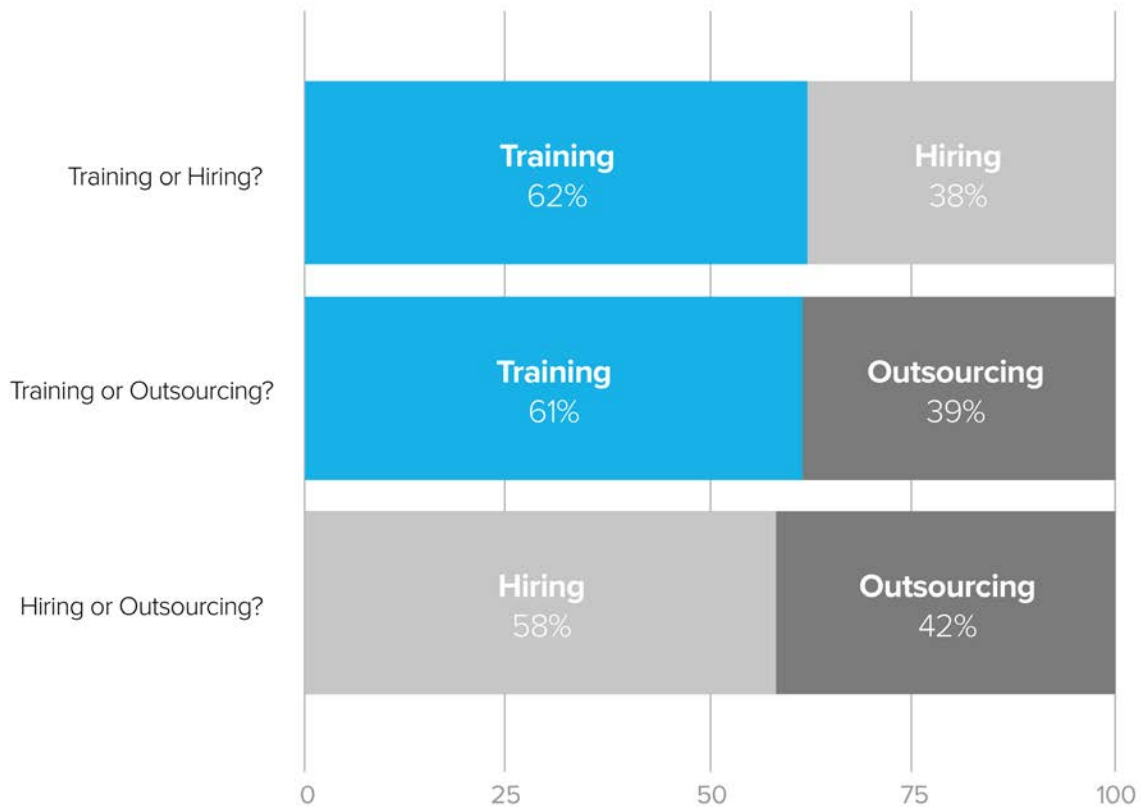 Training or Hiring?
Training
62%
Hiring
38%
Training or Outsourcing?
Training
61%
Outsourcing
39%
Hiring or Outsourcing?
Hiring
58%
Outsourcing
42%
0
25
50
75
100